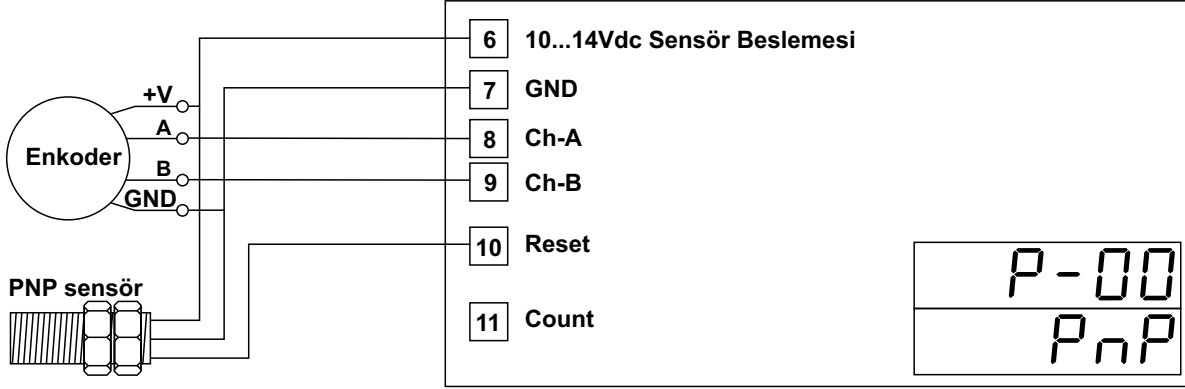 6 10...14Vdc Sensör Beslemesi
7 GND
+V
A
8 Ch-A
Enkoder
B
9 Ch-B
GND
10 Reset
P-00
PNP sensör
11 Count
PnP